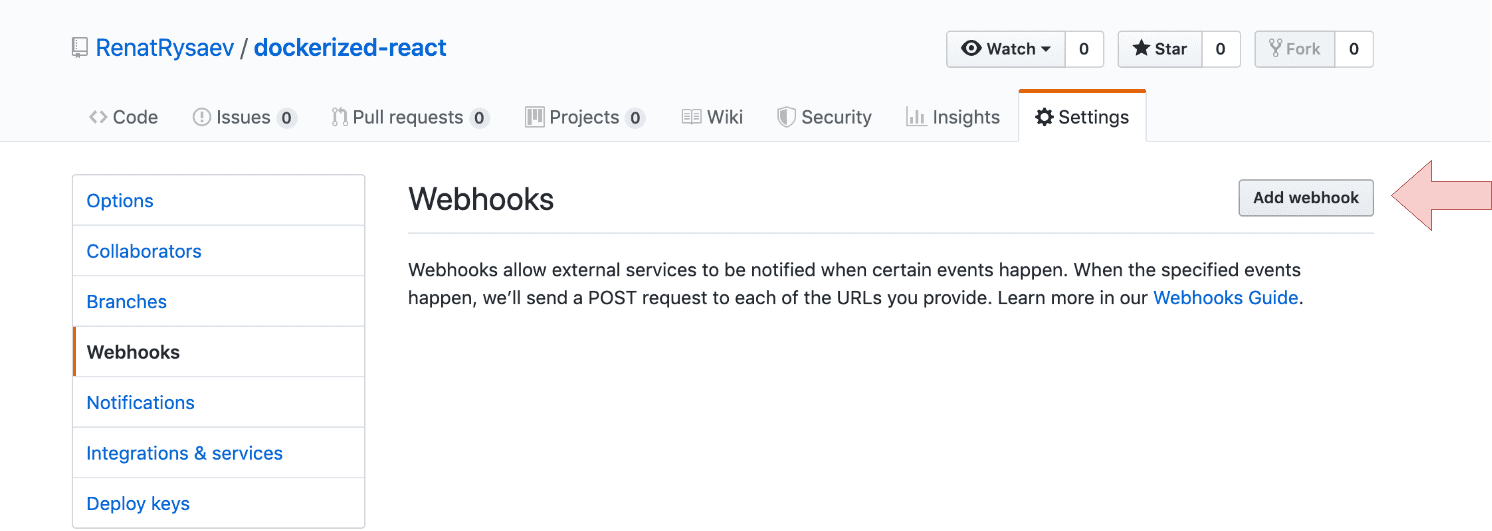 RenatRysaev / dockerized-react
Watch 0 Star 0 Fork 0
Code Issues 0 Pull requests 0 Projects 0 Wiki Security Insights Settings
Options
Collaborators
Branches
Webhooks
Notifications
Integrations & services
Deploy keys
Webhooks
Add webhook
Webhooks allow external services to be notified when certain events happen. When the specified events
happen, we’ll send a POST request to each of the URLs you provide. Learn more in our Webhooks Guide.